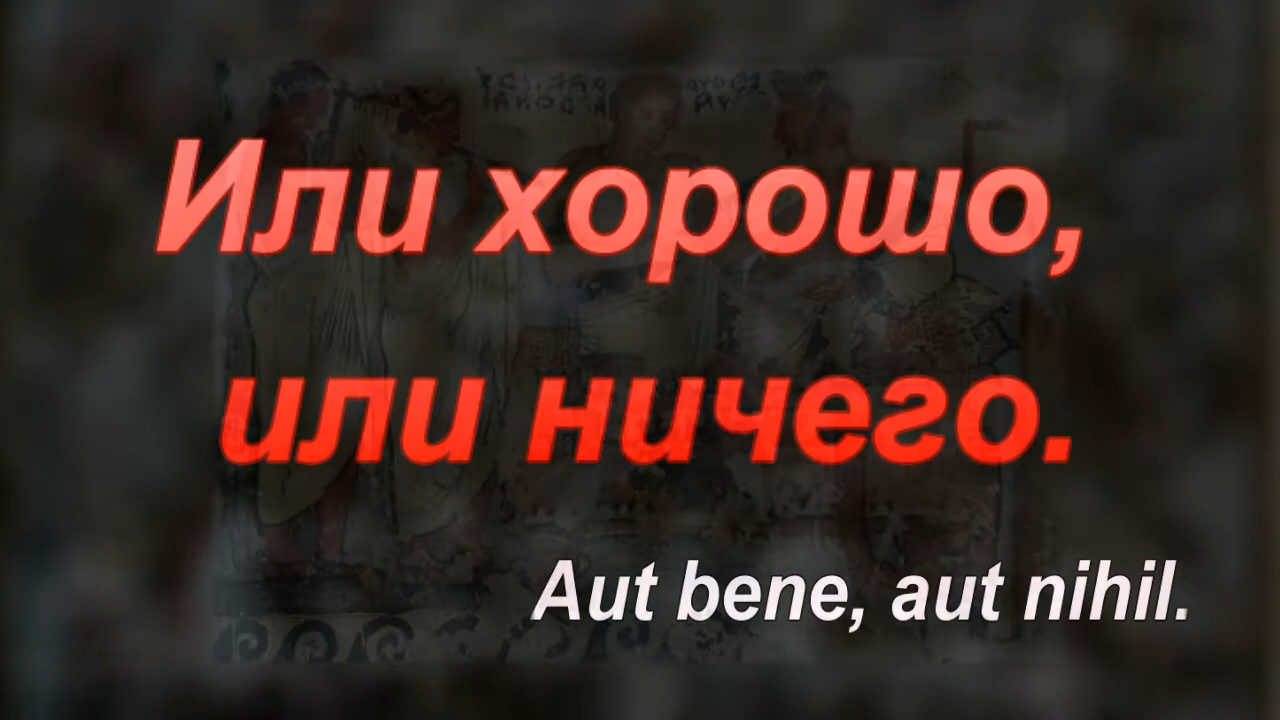 Или хорошо,
или ничего.
Aut bene, aut nihil.